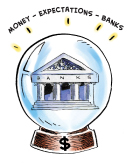 MONEY - EXPECTATIONS - BANKS
BANKS
$